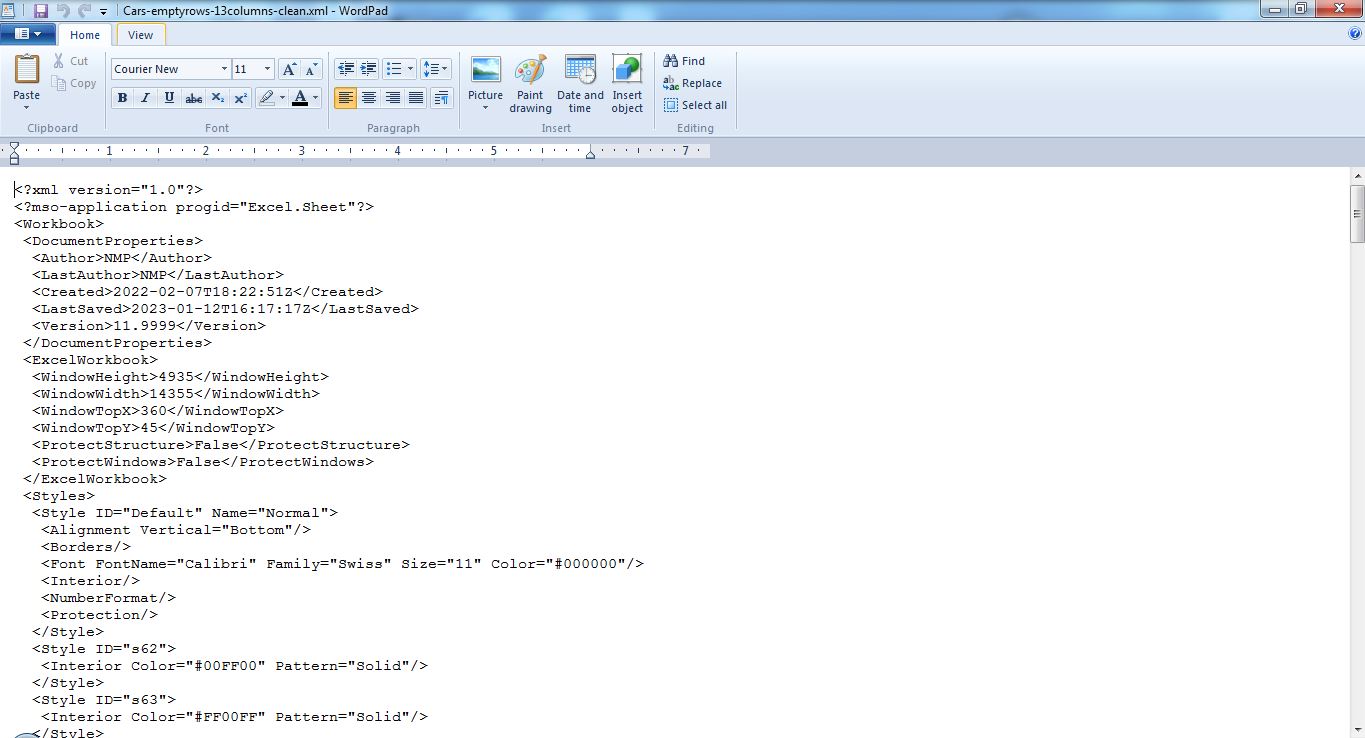 Cars-emptyrows-13columns-clean.xml - WordPad
Home View
Paste
Cut
Copy
Clipboard
Courier New 11
B I U abc X₂ X² A
Font
Paragraph
Picture
Paint drawing
Date and time
Insert object
Insert
Find
Replace
Select all
Editing
1 2 3 4 5 7
<?xml version="1.0"?>
<?mso-application progid="Excel.Sheet"?>
<Workbook>
<DocumentProperties>
<Author>NMP</Author>
<LastAuthor>NMP</LastAuthor>
<Created>2022-02-07T18:22:51Z</Created>
<LastSaved>2023-01-12T16:17:17Z</LastSaved>
<Version>11.9999</Version>
</DocumentProperties>
<ExcelWorkbook>
<WindowHeight>4935</WindowHeight>
<WindowWidth>14355</WindowWidth>
<WindowTopX>360</WindowTopX>
<WindowTopY>45</WindowTopY>
<ProtectStructure>False</ProtectStructure>
<ProtectWindows>False</ProtectWindows>
</ExcelWorkbook>
<Styles>
<Style ID="Default" Name="Normal">
<Alignment Vertical="Bottom"/>
<Borders/>
<Font FontName="Calibri" Family="Swiss" Size="11" Color="#000000"/>
<Interior/>
<NumberFormat/>
<Protection/>
</Style>
<Style ID="s62">
<Interior Color="#00FF00" Pattern="Solid"/>
</Style>
<Style ID="s63">
<Interior Color="#FF00FF" Pattern="Solid"/>
</Style>